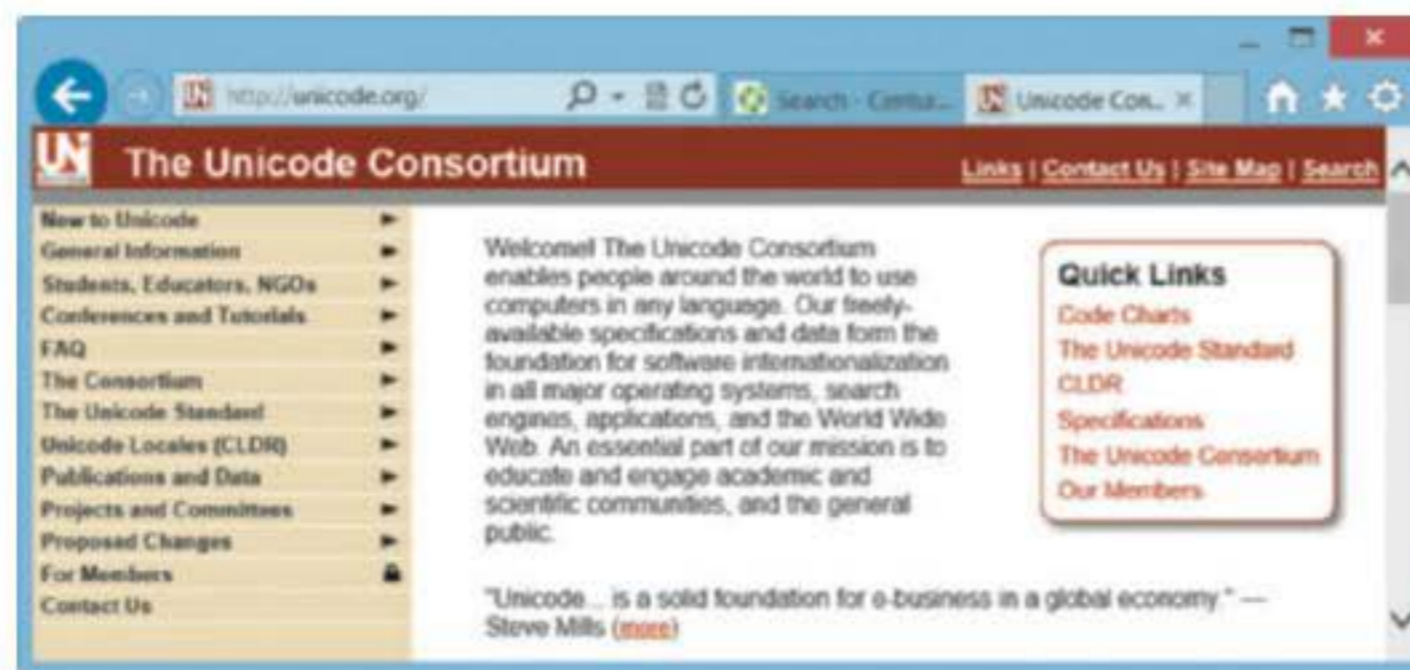 http://unicode.org/
Search - Centur...
Unicode Con...
The Unicode Consortium
Links | Contact Us | Site Map | Search
New to Unicode
General Information
Students, Educators, NGOs
Conferences and Tutorials
FAQ
The Consortium
The Unicode Standard
Unicode Locales (CLDR)
Publications and Data
Projects and Committees
Proposed Changes
For Members
Contact Us
Welcome! The Unicode Consortium
enables people around the world to use
computers in any language. Our freely-
available specifications and data form the
foundation for software internationalization
in all major operating systems, search
engines, applications, and the World Wide
Web. An essential part of our mission is to
educate and engage academic and
scientific communities, and the general
public.
"Unicode... is a solid foundation for e-business in a global economy." —
Steve Mills (more)
Quick Links
Code Charts
The Unicode Standard
CLDR
Specifications
The Unicode Consortium
Our Members